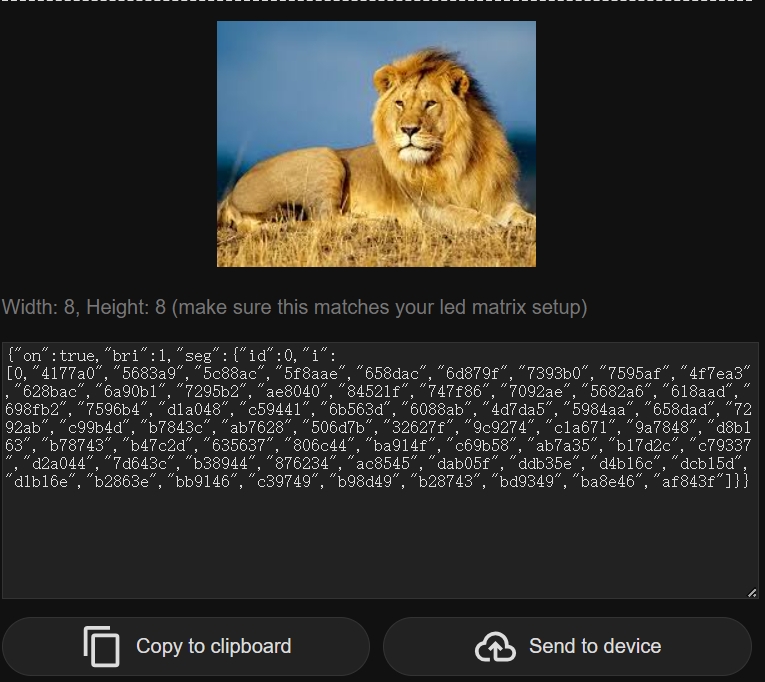 Width: 8, Height: 8 (make sure this matches your led matrix setup)
{"on":true,"bri":1,"seg":{"id":0,"i":
[0,"4177a0","5683a9","5c88ac","5f8aae","658dac","6d879f","7393b0","7595af","4f7ea3"
,"628bac","6a90b1","7295b2","ae8040","84521f","747f86","7092ae","5682a6","618aad","
698fb2","7596b4","d1a048","c59441","6b563d","6088ab","4d7da5","5984aa","658dad","72
92ab","c99b4d","b7843c","ab7628","506d7b","32627f","9c9274","c1a671","9a7848","d8b1
63","b78743","b47c2d","635637","806c44","ba914f","c69b58","ab7a35","b17d2c","c79337
","d2a044","7d643c","b38944","876234","ac8545","dab05f","ddb35e","d4b16c","dcb15d",
"d1b16e","b2863e","bb9146","c39749","b98d49","b28743","bd9349","ba8e46","af843f"]}}
Copy to clipboard
Send to device